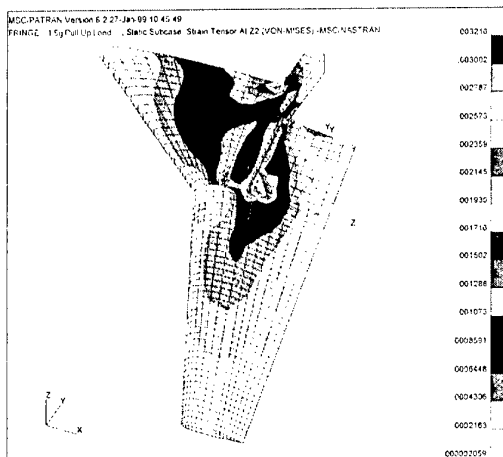 MSC/PATRAN Version 6.2 27-Jan-99 10:45:49
FRINGE: 1.5g Pull Up Load , Static Subcase: Strain Tensor At Z2 (VON-MISES) -MSC/NASTRAN
003210
003002
002787
002573
002359
002145
001930
001716
001502
001288
001073
0008591
0006448
0004306
0002163
000002059
YY
Y
Z
Z
Y
X